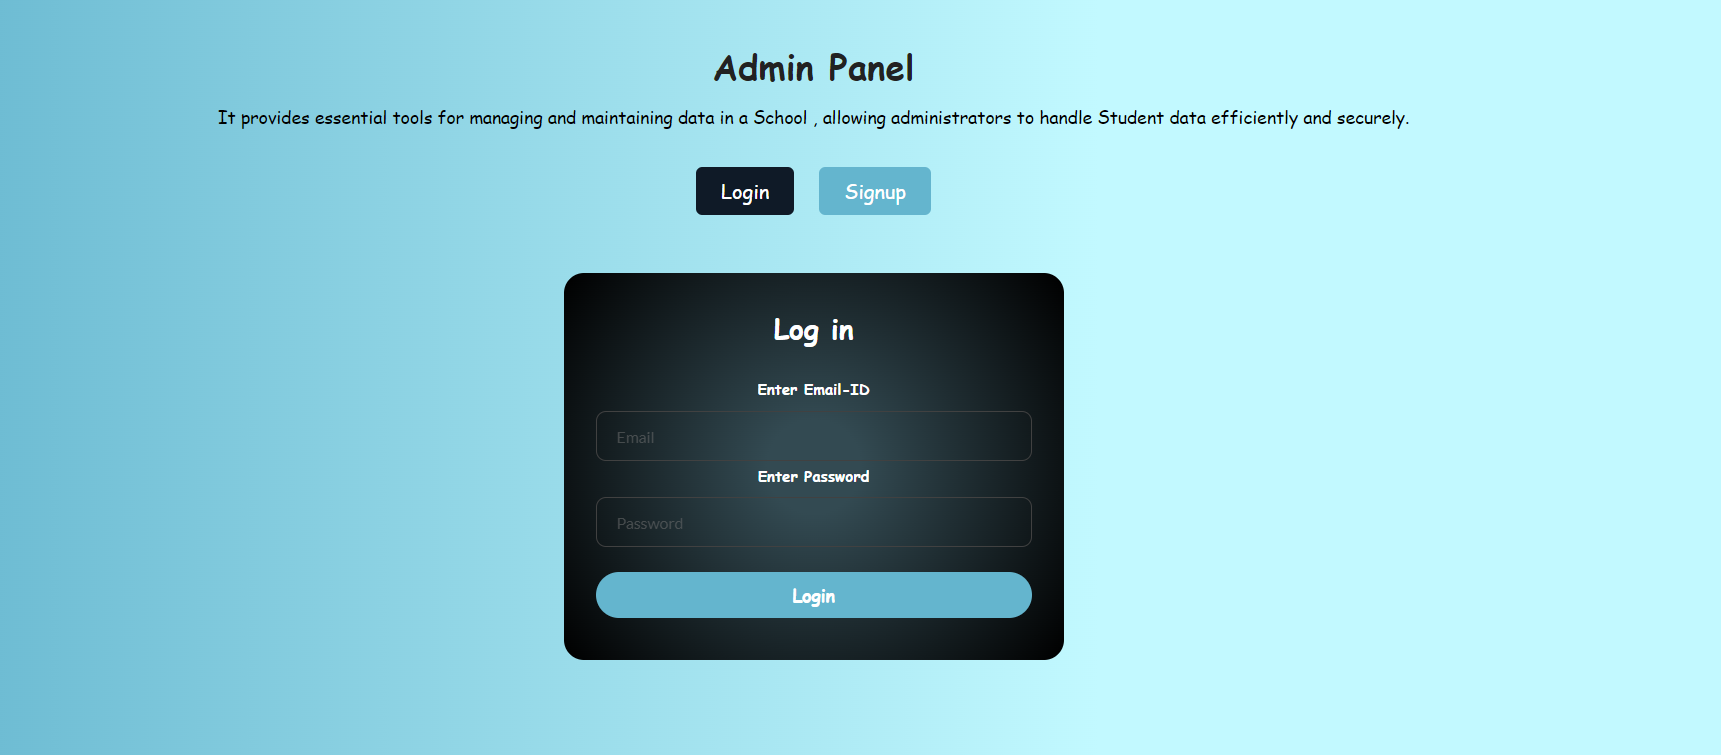 Admin Panel
It provides essential tools for managing and maintaining data in a School , allowing administrators to handle Student data efficiently and securely.
Login
Signup
Log in
Enter Email-ID
Email
Enter Password
Password
Login